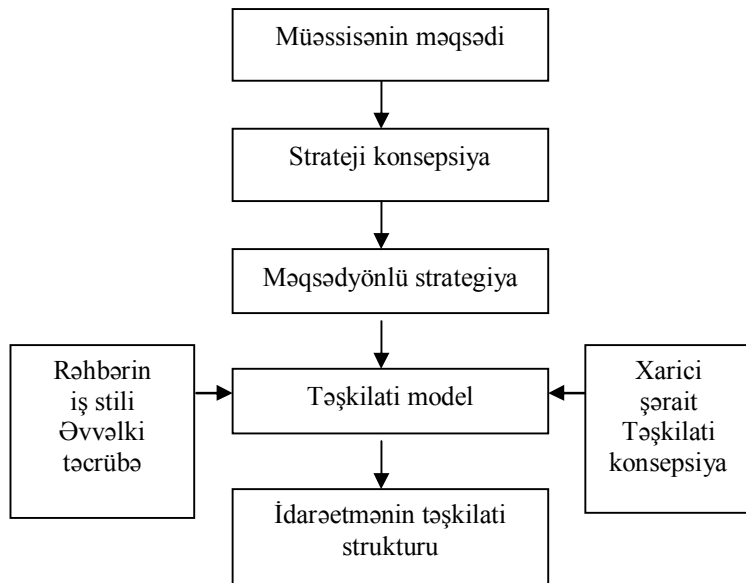 Müəssisənin məqsədi
Strateji konsepsiya
Məqsədyönlü strategiya
Rəhbərin
iş stili
Əvvəlki
təcrübə
Təşkilati model
Xarici
şərait
Təşkilati
konsepsiya
İdarəetmənin təşkilati
strukturu